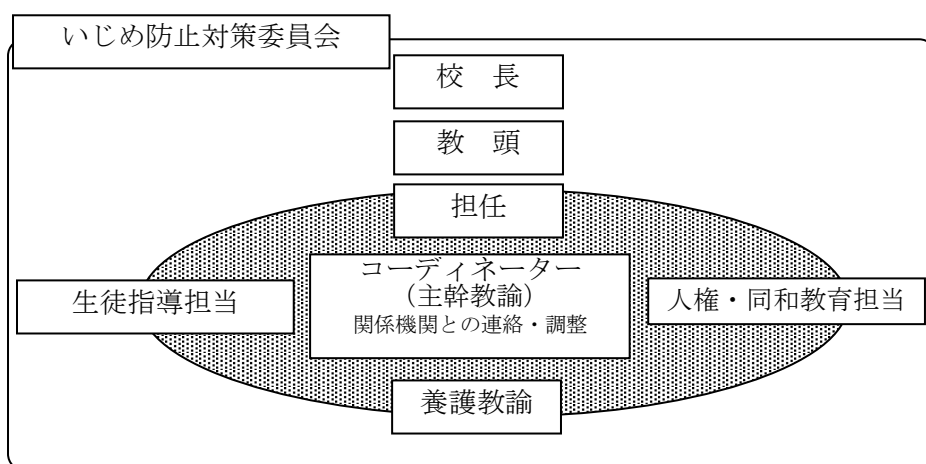 いじめ防止対策委員会
校　長
教　頭
担任
コーディネーター
（主幹教諭）
関係機関との連絡・調整
生徒指導担当
人権・同和教育担当
養護教諭